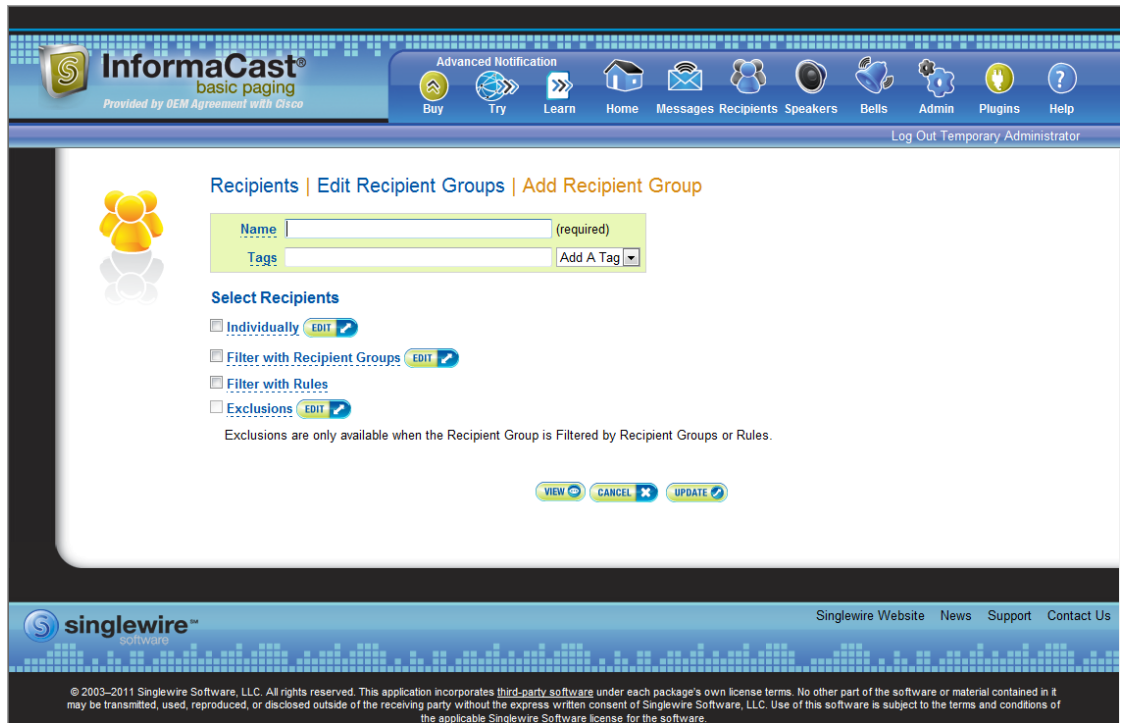 InformaCast®
basic paging
Provided by OEM Agreement with Cisco
Advanced Notification
Buy Try Learn Home Messages Recipients Speakers Bells Admin Plugins Help
Log Out Temporary Administrator
Recipients | Edit Recipient Groups | Add Recipient Group
Name (required)
Tags Add A Tag
Select Recipients
Individually EDIT
Filter with Recipient Groups EDIT
Filter with Rules
Exclusions EDIT
Exclusions are only available when the Recipient Group is Filtered by Recipient Groups or Rules.
VIEW CANCEL UPDATE
Singlewire Website News Support Contact Us
singlewire℠
software
© 2003–2011 Singlewire Software, LLC. All rights reserved. This application incorporates third-party software under each package's own license terms. No other part of the software or material contained in it
may be transmitted, used, reproduced, or disclosed outside of the receiving party without the express written consent of Singlewire Software, LLC. Use of this software is subject to the terms and conditions of
the applicable Singlewire Software license for the software.